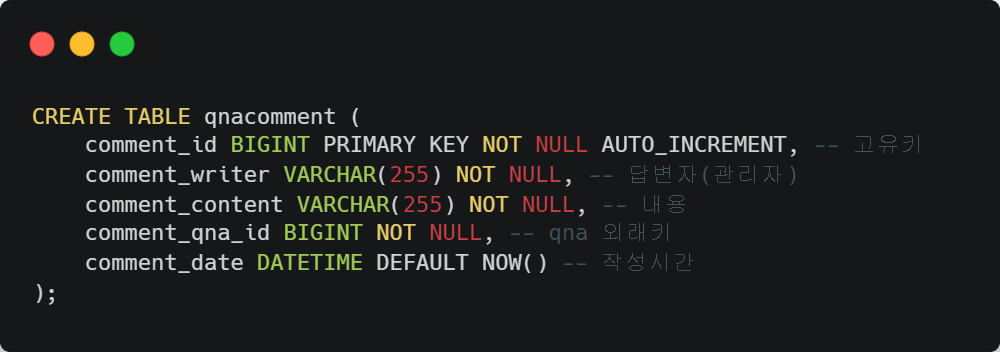 CREATE TABLE qnacomment (
    comment_id BIGINT PRIMARY KEY NOT NULL AUTO_INCREMENT, -- 고유키
    comment_writer VARCHAR(255) NOT NULL, -- 답변자(관리자)
    comment_content VARCHAR(255) NOT NULL, -- 내용
    comment_qna_id BIGINT NOT NULL, -- qna 외래키
    comment_date DATETIME DEFAULT NOW() -- 작성시간
);